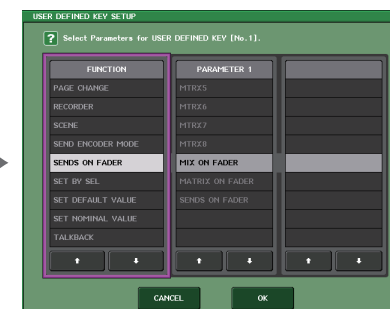 USER DEFINED KEY SETUP
? Select Parameters for USER DEFINED KEY [No.1].
FUNCTION
PAGE CHANGE
RECORDER
SCENE
SEND ENCODER MODE
SENDS ON FADER
SET BY SEL
SET DEFAULT VALUE
SET NOMINAL VALUE
TALKBACK
PARAMETER 1
MTRX5
MTRX6
MTRX7
MTRX8
MIX ON FADER
MATRIX ON FADER
SENDS ON FADER
CANCEL
OK